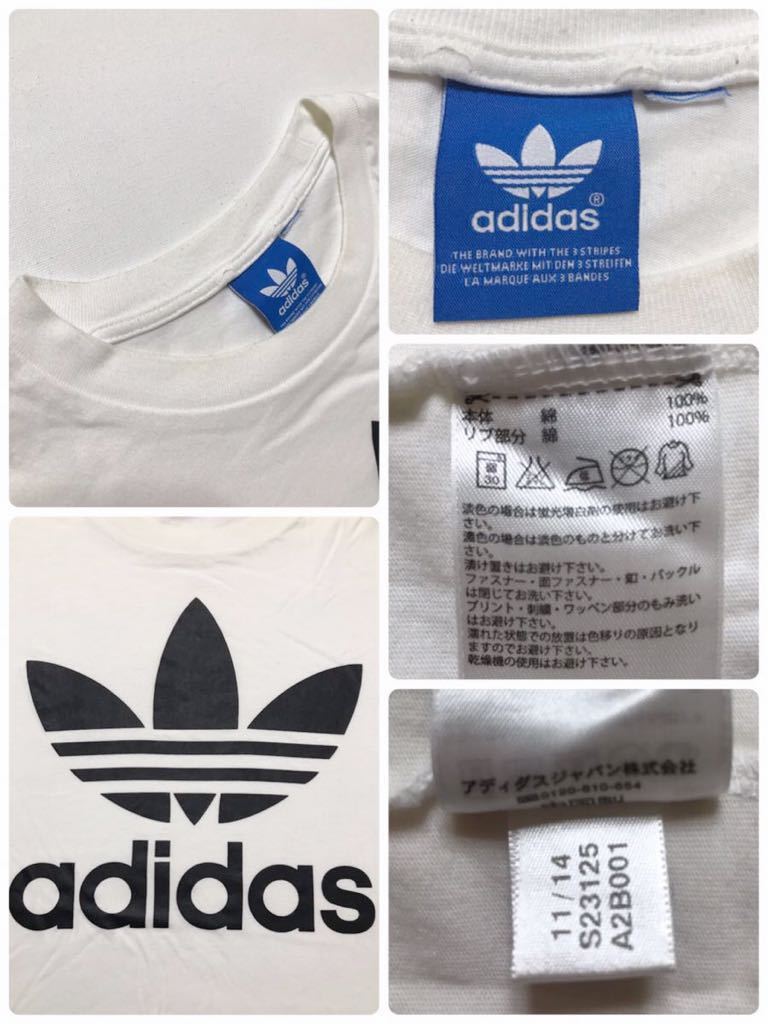 adidas
adidas®
THE BRAND WITH THE 3 STRIPES
DIE WELTMARKE MIT DEN 3 STREIFEN
LA MARQUE AUX 3 BANDES
100%
本体 綿 100%
リブ部分 綿
30
淡色の場合は蛍光増白剤の使用はお避け下
さい。
濃色の場合は淡色のものと分けてお洗い下
さい。
漬け置きはお避け下さい。
ファスナー・面ファスナー・釦・バックル
は閉じてお洗い下さい。
プリント・刺繍・ワッペン部分のもみ洗い
はお避け下さい。
濡れた状態での放置は色移りの原因となり
ますのでお避け下さい。
乾燥機の使用はお避け下さい。
adidas
アディダスジャパン株式会社
0120-810-654
11/14
S23125
A2B001